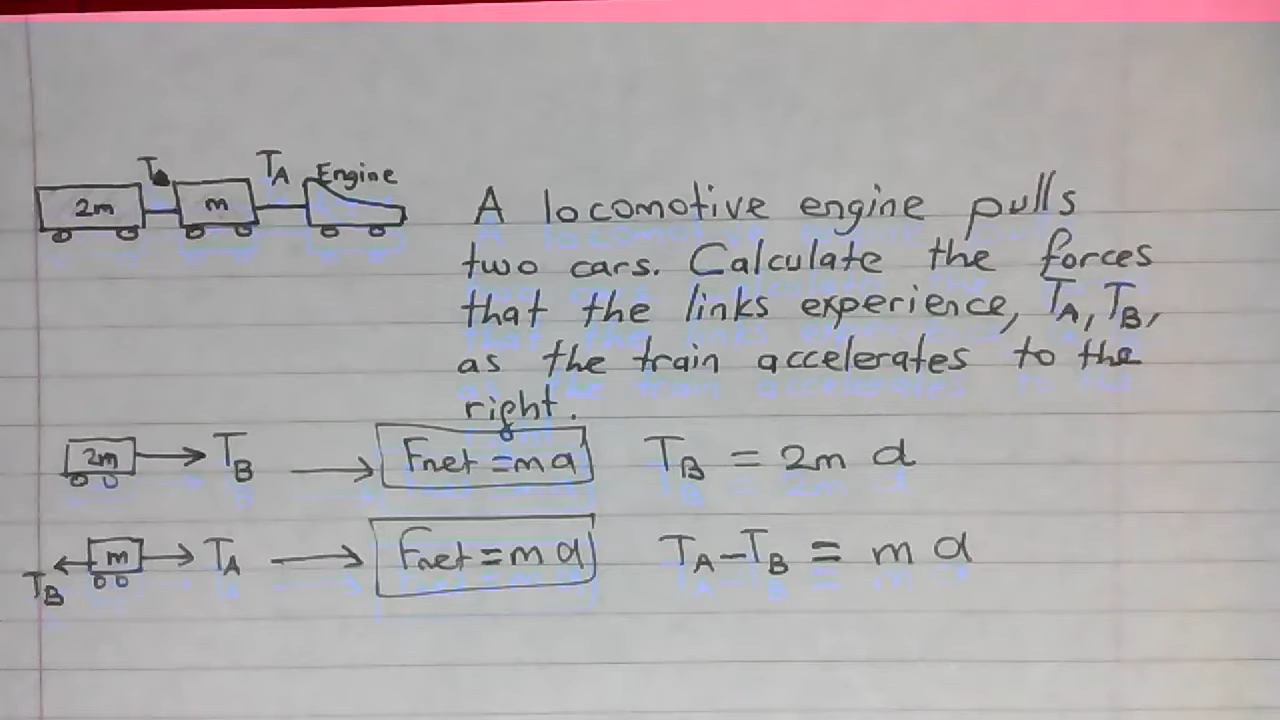 T_B T_A Engine
2m m
A locomotive engine pulls
two cars. Calculate the forces
that the links experience, T_A, T_B,
as the train accelerates to the
right.
2m → T_B → Fnet = ma T_B = 2m a
T_B ← m → T_A → Fnet = m a T_A - T_B = m a